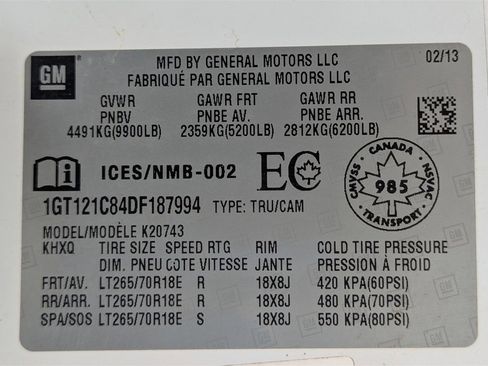 GM
MFD BY GENERAL MOTORS LLC
02/13
FABRIQUÉ PAR GENERAL MOTORS LLC
GVWR GAWR FRT GAWR RR
PNBV PNBE AV. PNBE ARR.
4491KG(9900LB) 2359KG(5200LB) 2812KG(6200LB)
ICES/NMB-002 EC
CANADA
CMVSS NSVAC
985
TRANSPORT
1GT121C84DF187994 TYPE: TRU/CAM
MODEL/MODÈLE K20743
KHXQ TIRE SIZE SPEED RTG RIM COLD TIRE PRESSURE
DIM. PNEU COTE VITESSE JANTE PRESSION À FROID
FRT/AV. LT265/70R18E R 18X8J 420 KPA(60PSI)
RR/ARR. LT265/70R18E R 18X8J 480 KPA(70PSI)
SPA/SOS LT265/70R18E S 18X8J 550 KPA(80PSI)